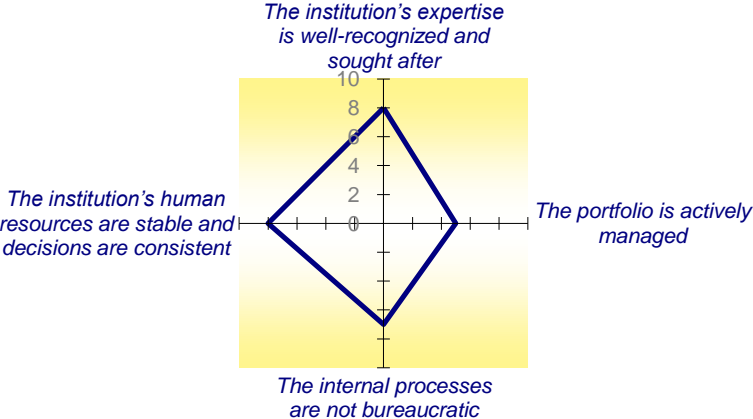 The institution’s expertise
is well-recognized and
sought after
10
8
6
4
2
0
The institution’s human
resources are stable and
decisions are consistent
The portfolio is actively
managed
The internal processes
are not bureaucratic